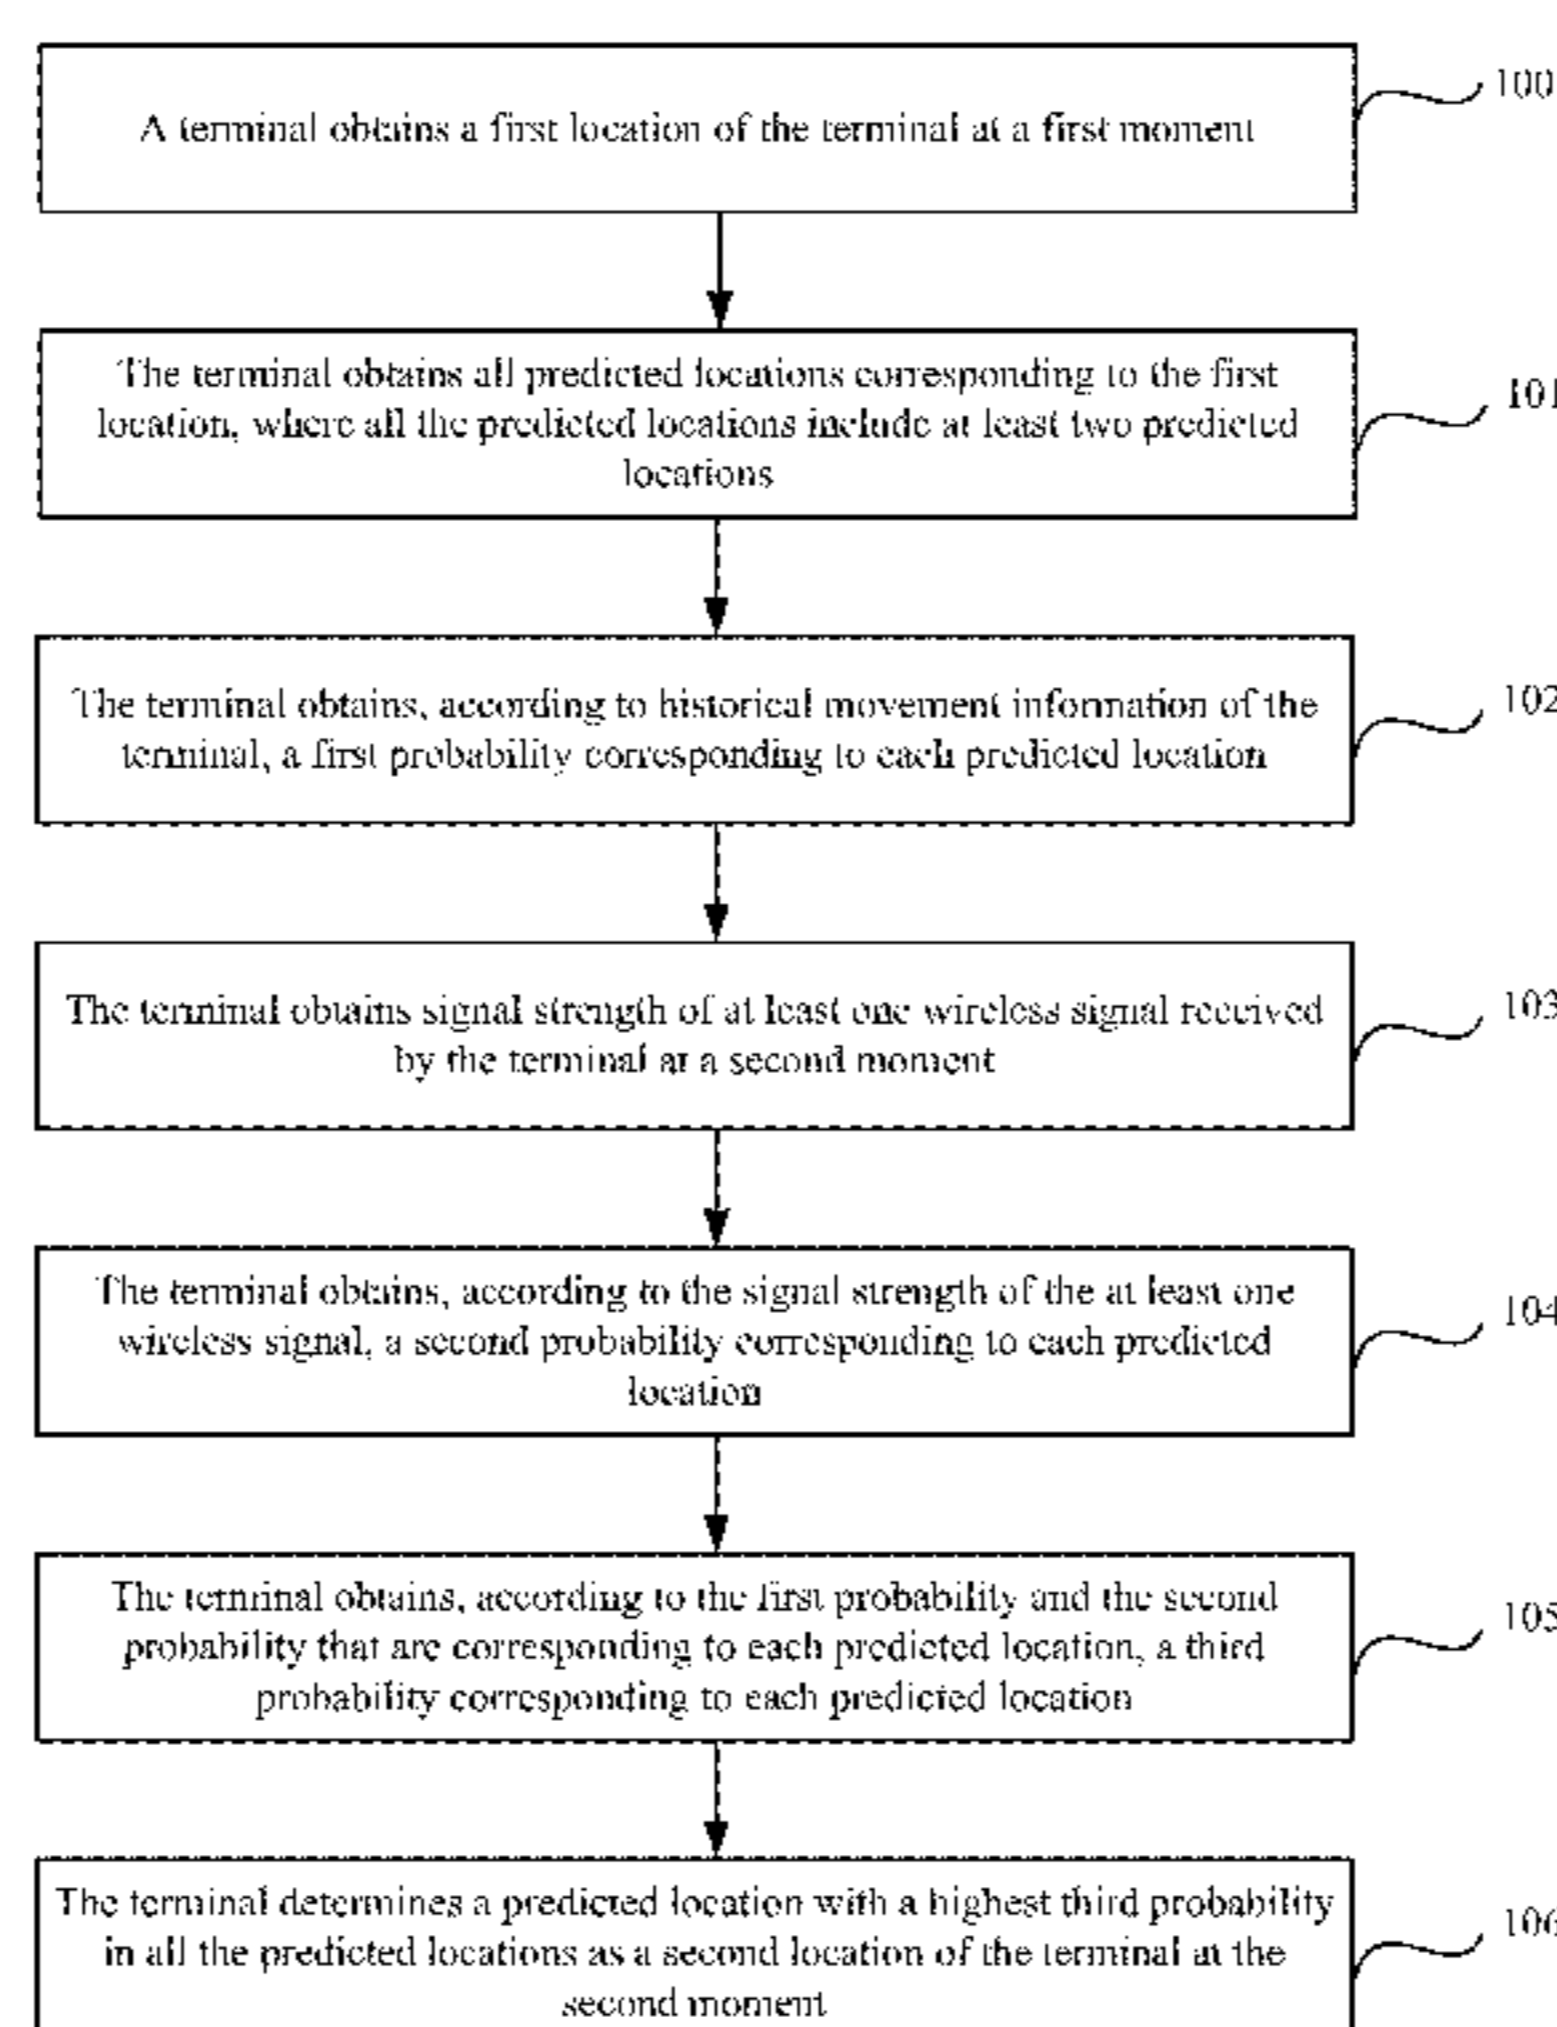 A terminal obtains a first location of the terminal at a first moment
100
The terminal obtains all predicted locations corresponding to the first
location, where all the predicted locations include at least two predicted
locations
101
The terminal obtains, according to historical movement information of the
terminal, a first probability corresponding to each predicted location
102
The terminal obtains signal strength of at least one wireless signal received
by the terminal at a second moment
103
The terminal obtains, according to the signal strength of the at least one
wireless signal, a second probability corresponding to each predicted
location
104
The terminal obtains, according to the first probability and the second
probability that are corresponding to each predicted location, a third
probability corresponding to each predicted location
105
The terminal determines a predicted location with a highest third probability
in all the predicted locations as a second location of the terminal at the
second moment
106